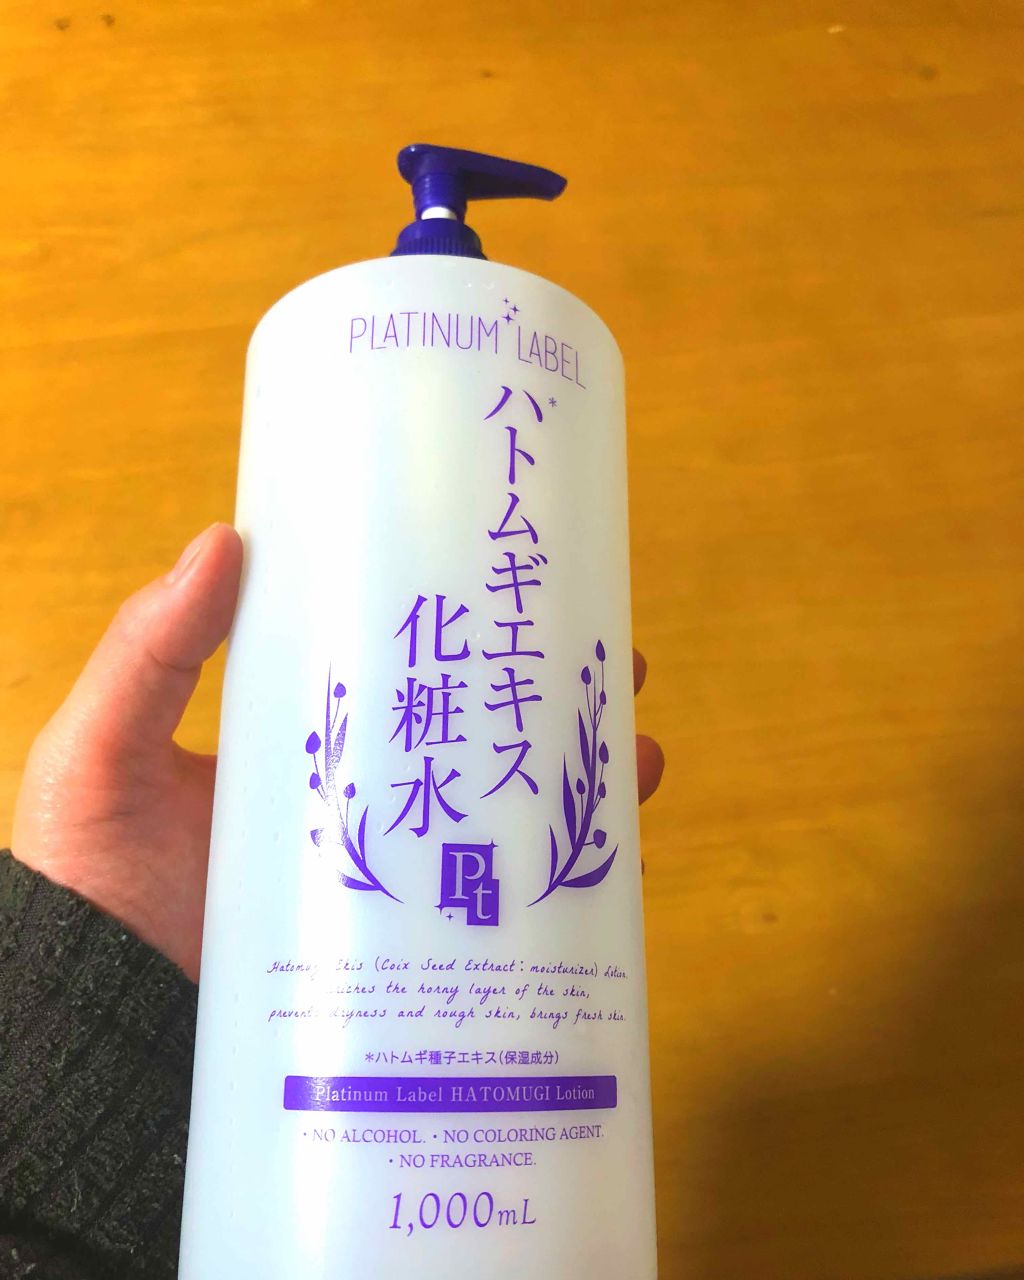 PLATINUM LABEL
ハトムギエキス*
化粧水
Pt
Hatomugi Ekis (Coix Seed Extract: moisturizer) Lotion,
the horny layer of the skin,
dryness and rough skin, brings fresh skin.
*ハトムギ種子エキス(保湿成分)
Platinum Label HATOMUGI Lotion
・NO ALCOHOL. ・NO COLORING AGENT.
・NO FRAGRANCE.
1,000mL